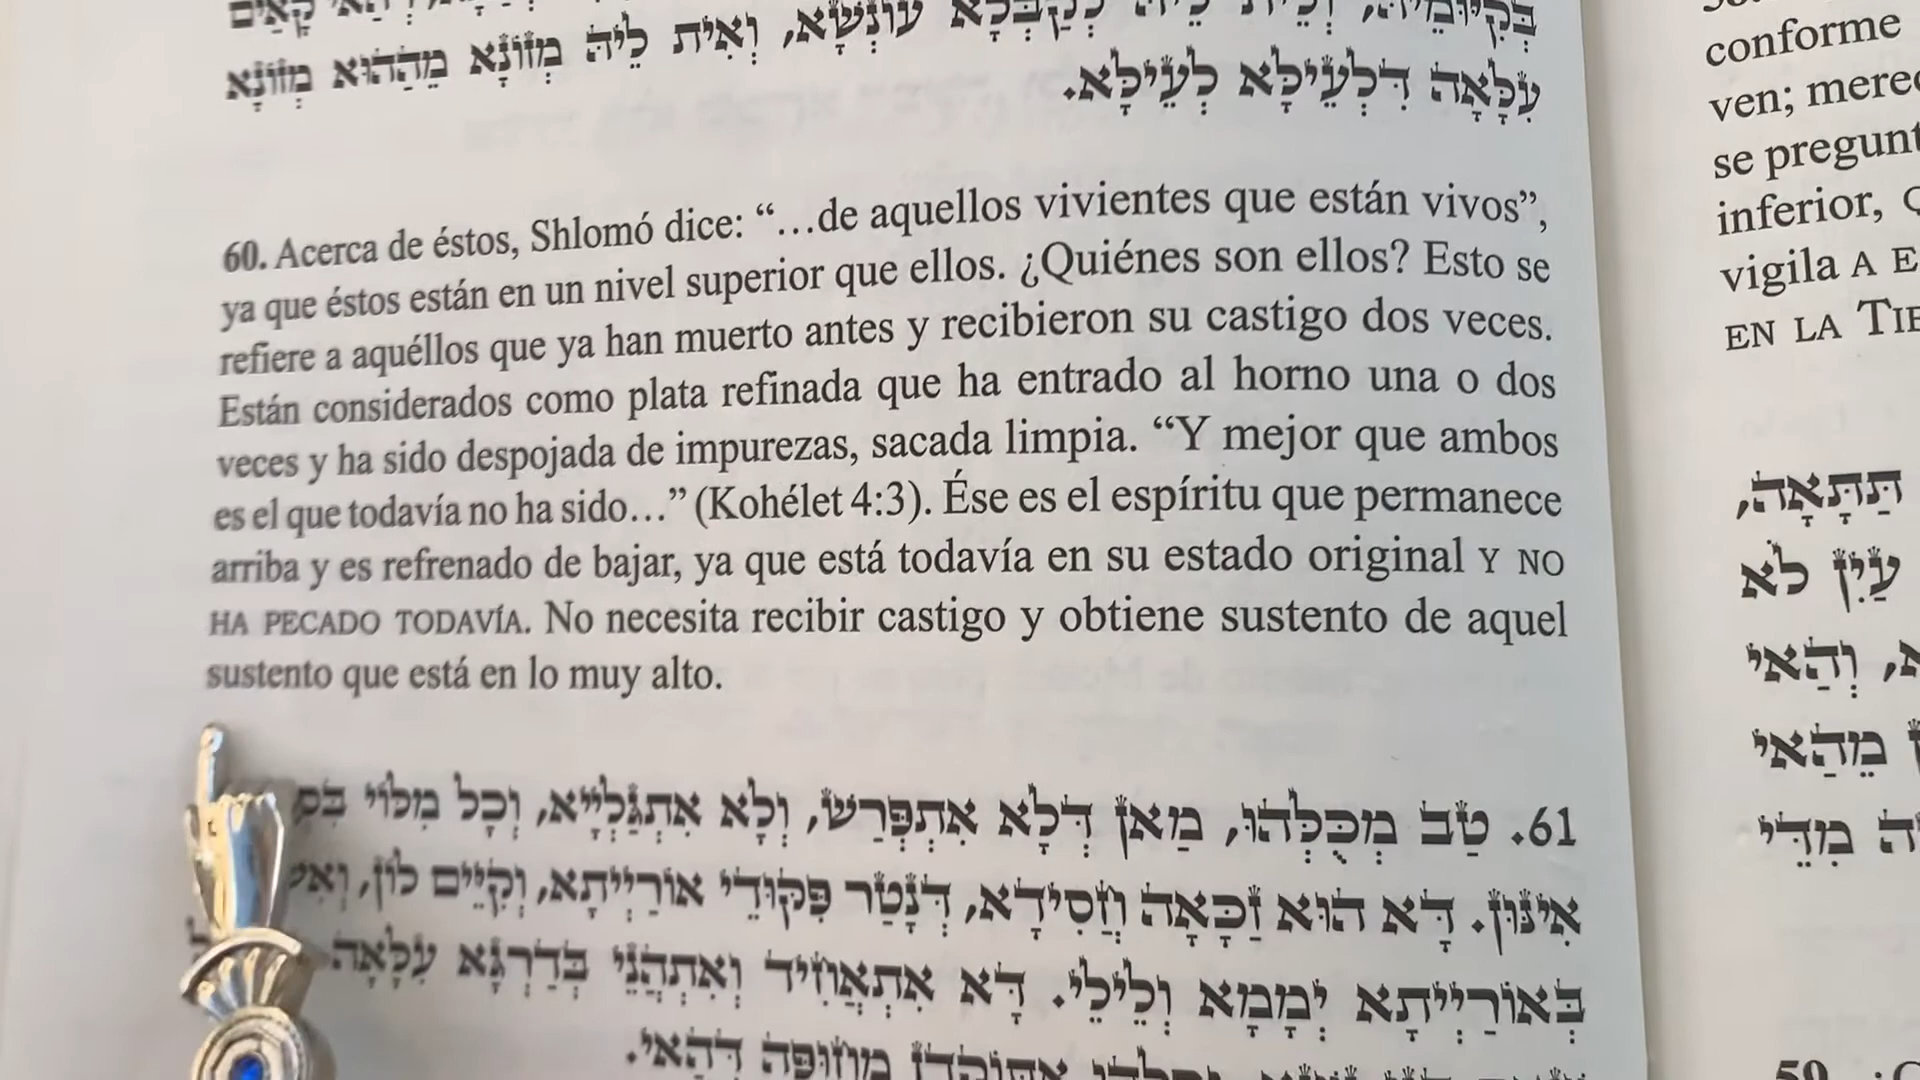 עִלָּאָה דִּלְעֵילָא לְעֵילָא.
60. Acerca de éstos, Shlomó dice: “…de aquellos vivientes que están vivos”,
ya que éstos están en un nivel superior que ellos. ¿Quiénes son ellos? Esto se
refiere a aquéllos que ya han muerto antes y recibieron su castigo dos veces.
Están considerados como plata refinada que ha entrado al horno una o dos
veces y ha sido despojada de impurezas, sacada limpia. “Y mejor que ambos
es el que todavía no ha sido…” (Kohélet 4:3). Ése es el espíritu que permanece
arriba y es refrenado de bajar, ya que está todavía en su estado original Y NO
HA PECADO TODAVÍA. No necesita recibir castigo y obtiene sustento de aquel
sustento que está en lo muy alto.
61. טַב מִכֻּלְּהוּ, מַאן דְּלָא אִתְפְּרַשׁ, וְלָא אִתְגַּלְיָיא, וְכָל מִלּוֹי
אִינּוּן. דָּא הוּא זַכָּאָה וַחֲסִידָא, דְּנָטַר פִּקּוּדֵי אוֹרַיְיתָא, וְקַיֵּים לוֹן,
בְּאוֹרַיְיתָא יְמָמָא וְלֵילֵי. דָּא אִתְאֲחִיד וְאִתְהֲנֵי בְּדַרְגָּא עִלָּאָה
conforme
ven;
se
inferior,
vigila A
EN LA
תַּתָּאָה,
עַיִן לֹא
וְהַאי
מֵהַאי
מִדֵּי